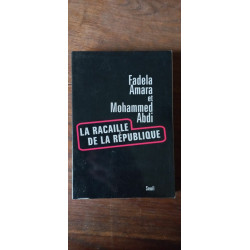 Fadela
Amara
et
Mohammed
Abdi
LA RACAILLE
DE LA RÉPUBLIQUE
Seuil